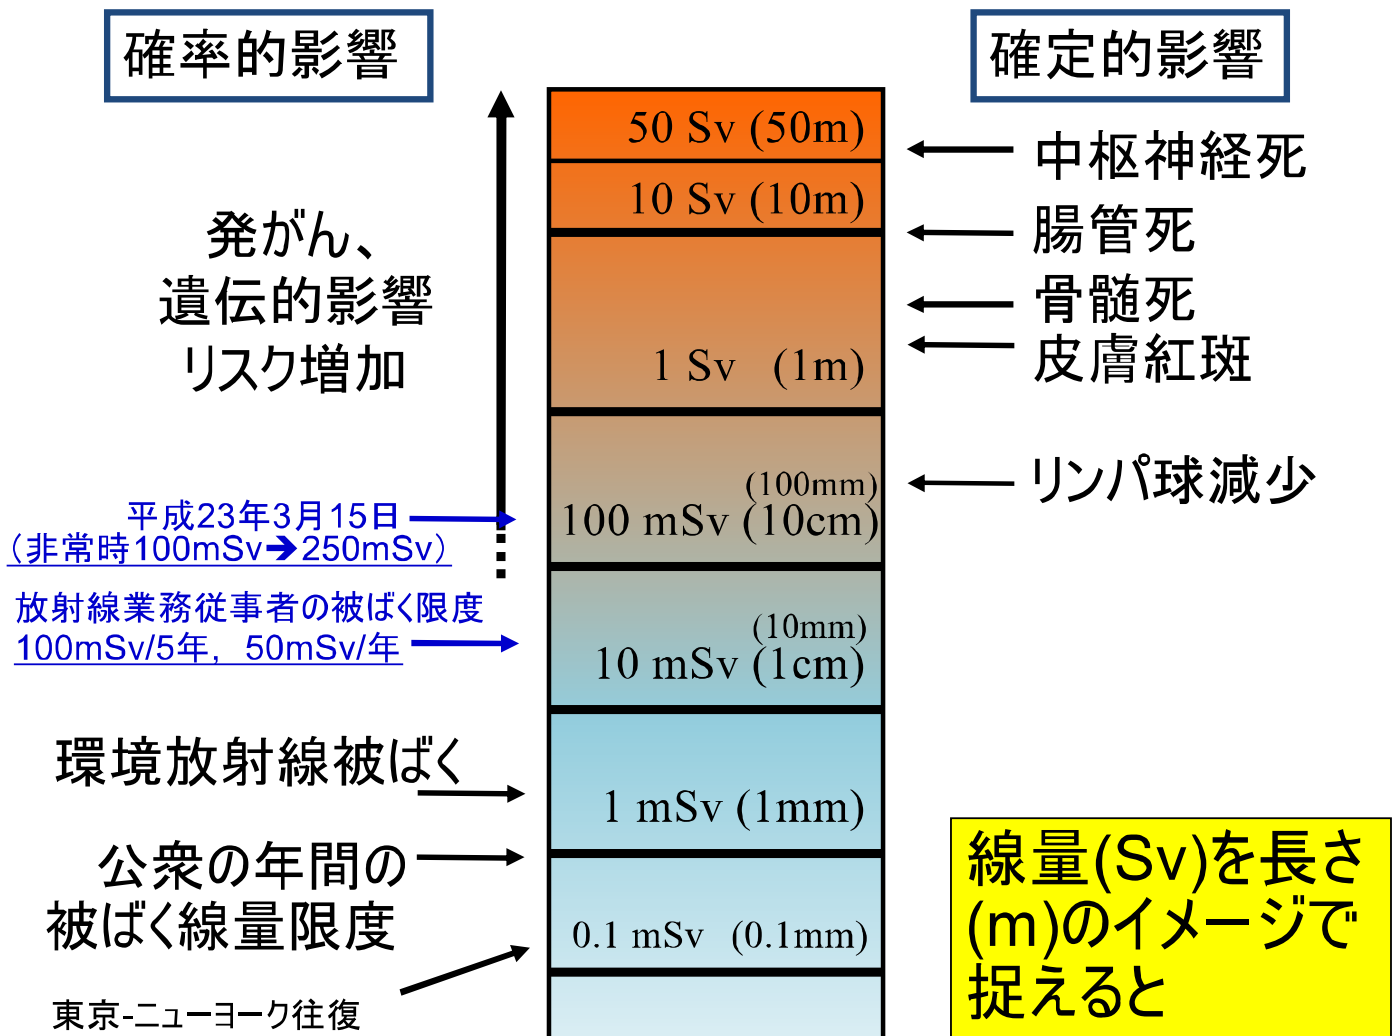 確率的影響
確定的影響
50 Sv (50m)
10 Sv (10m)
1 Sv (1m)
(100mm)
100 mSv (10cm)
(10mm)
10 mSv (1cm)
1 mSv (1mm)
0.1 mSv (0.1mm)
発がん、
遺伝的影響
リスク増加
平成23年3月15日
(非常時100mSv➔250mSv)
放射線業務従事者の被ばく限度
100mSv/5年, 50mSv/年
環境放射線被ばく
公衆の年間の
被ばく線量限度
東京-ニューヨーク往復
中枢神経死
腸管死
骨髄死
皮膚紅斑
リンパ球減少
線量(Sv)を長さ
(m)のイメージで
捉えると